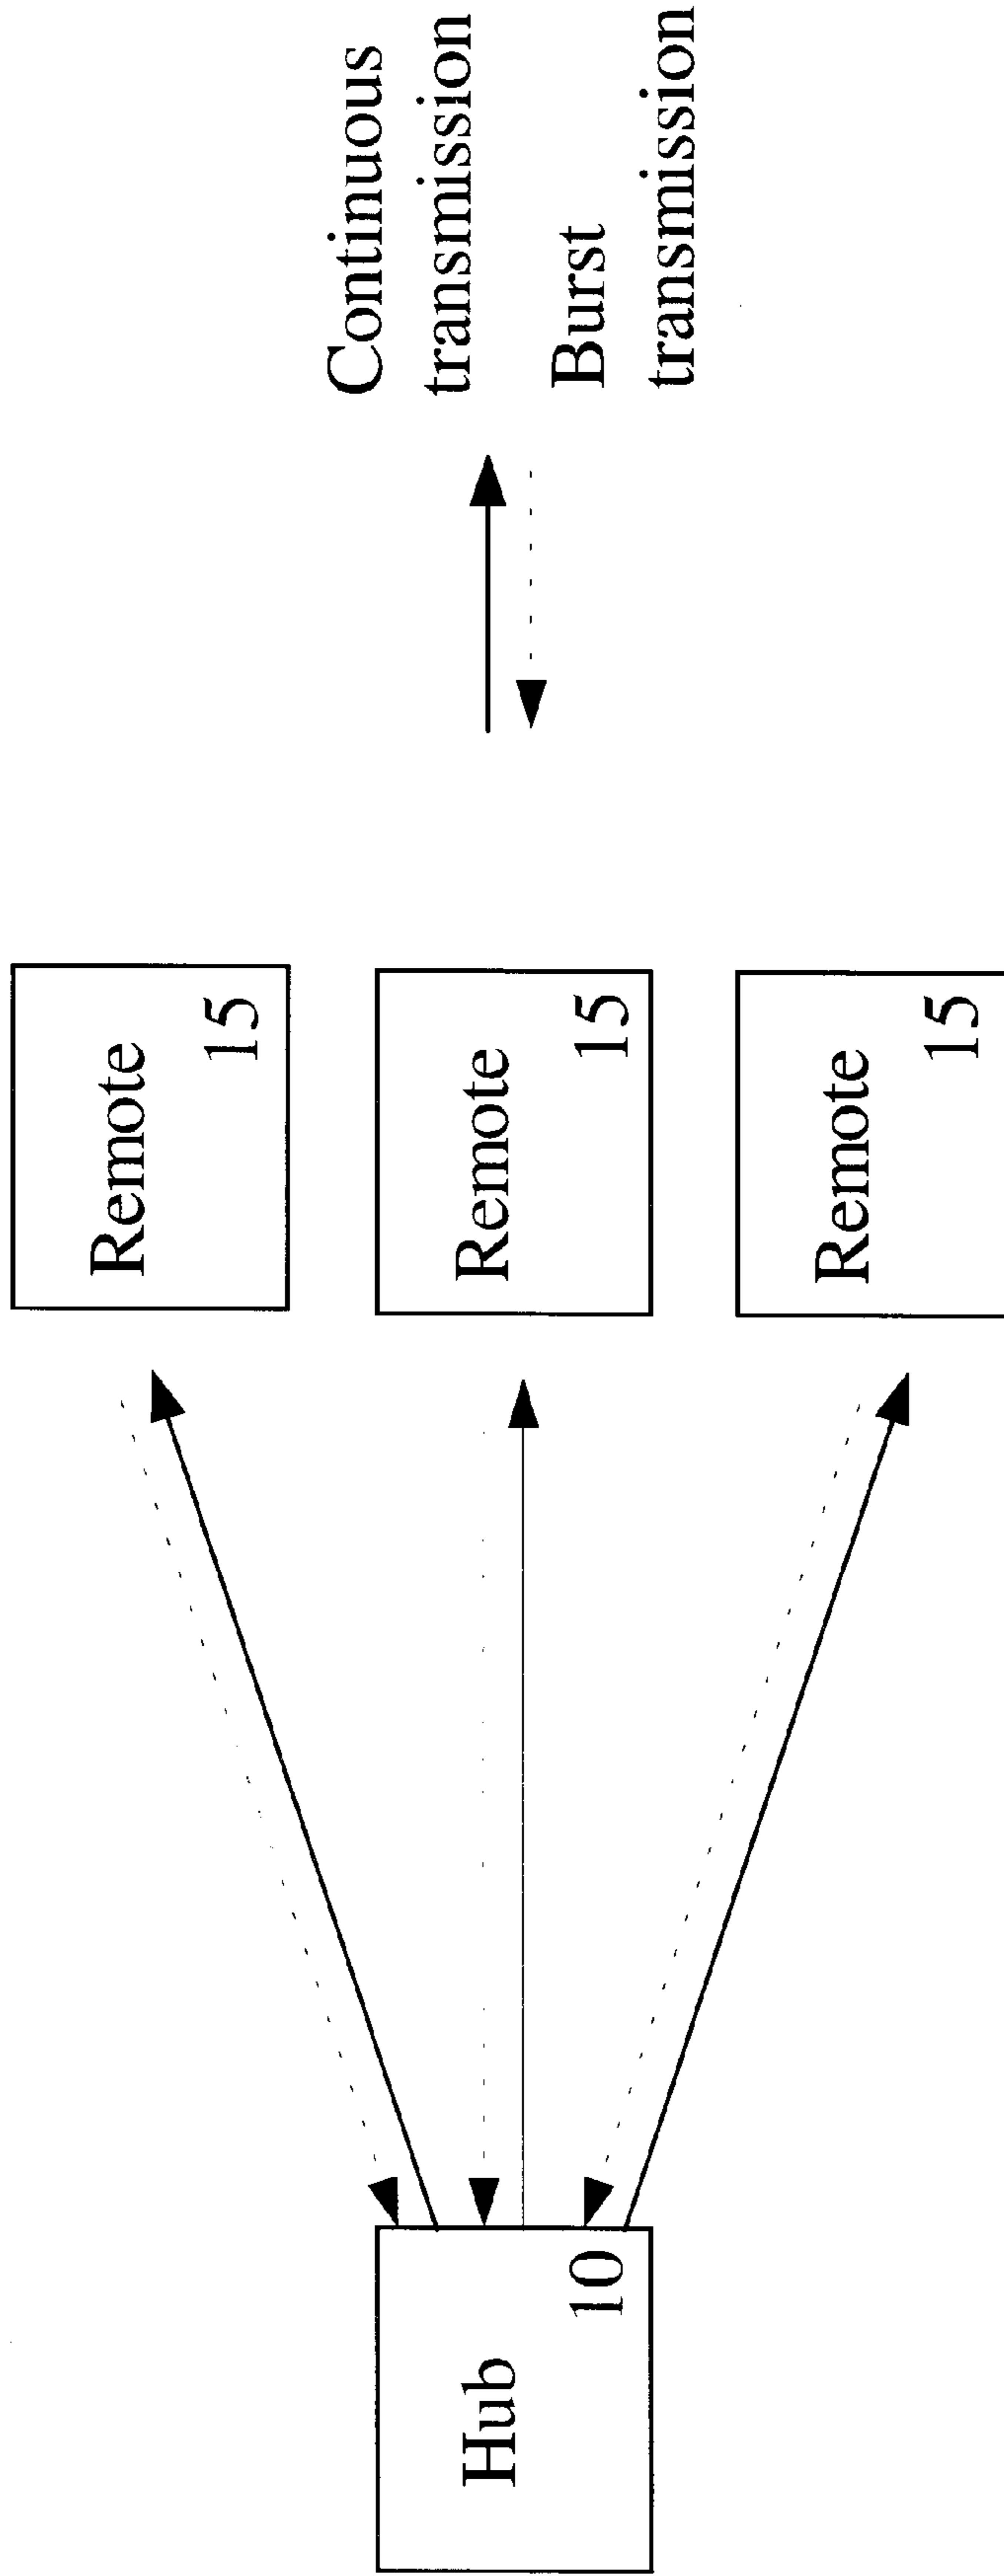 Hub
10
Remote
15
Remote
15
Remote
15
Continuous
transmission
Burst
transmission